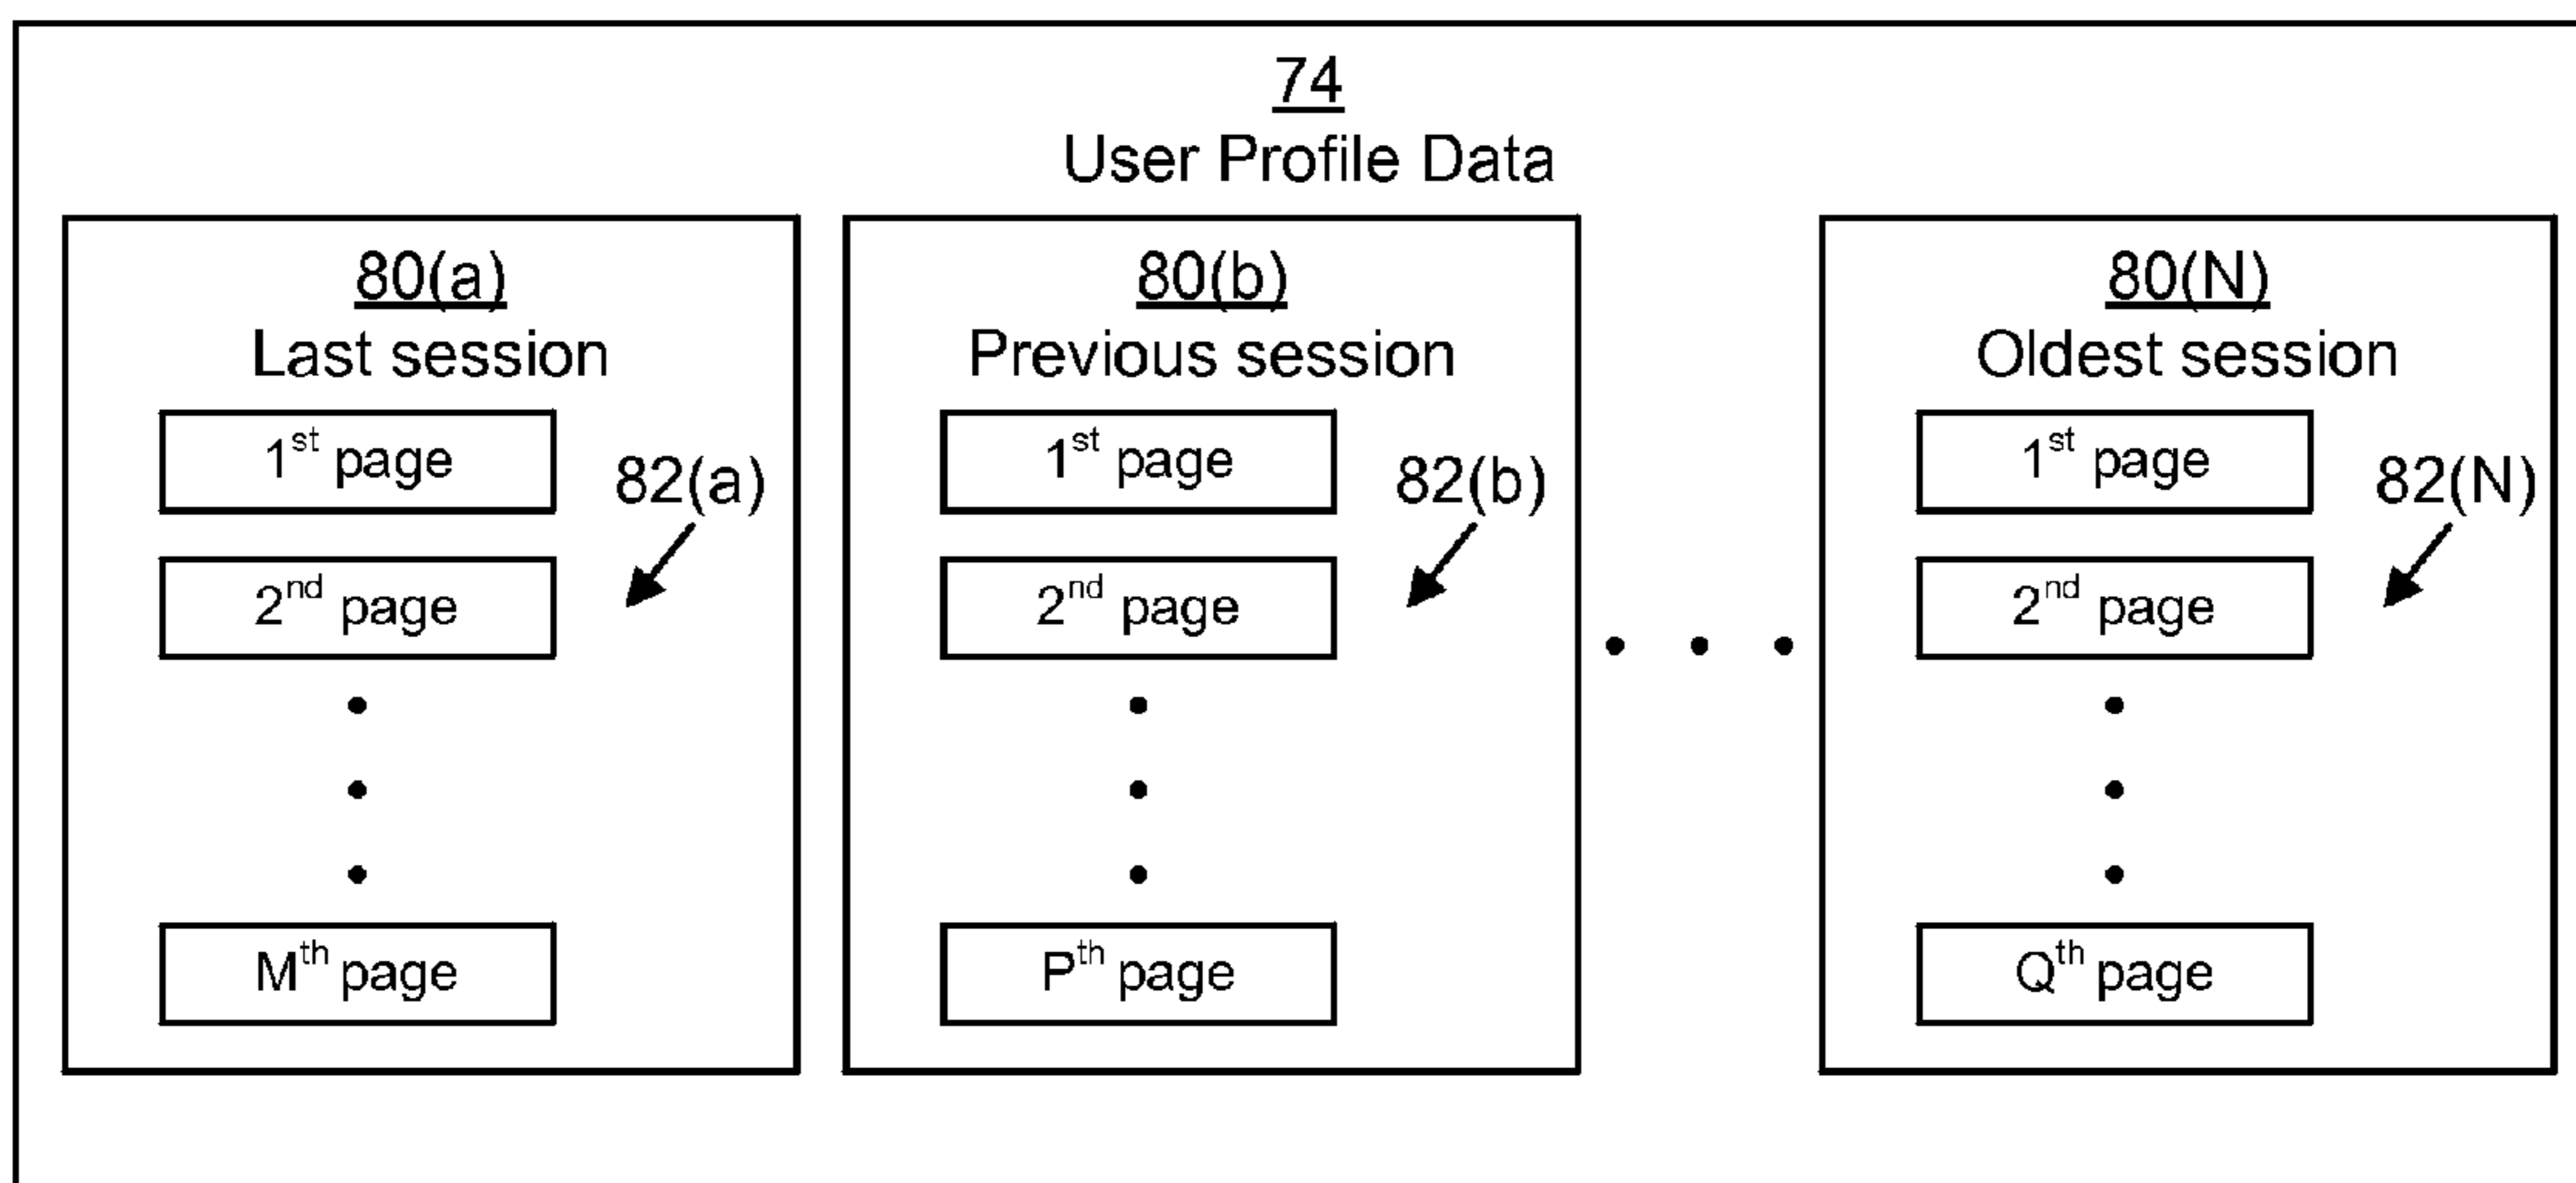 74
User Profile Data
80(a)
Last session
1st page
82(a)
2nd page
Mth page
80(b)
Previous session
1st page
82(b)
2nd page
Pth page
80(N)
Oldest session
1st page
82(N)
2nd page
Qth page